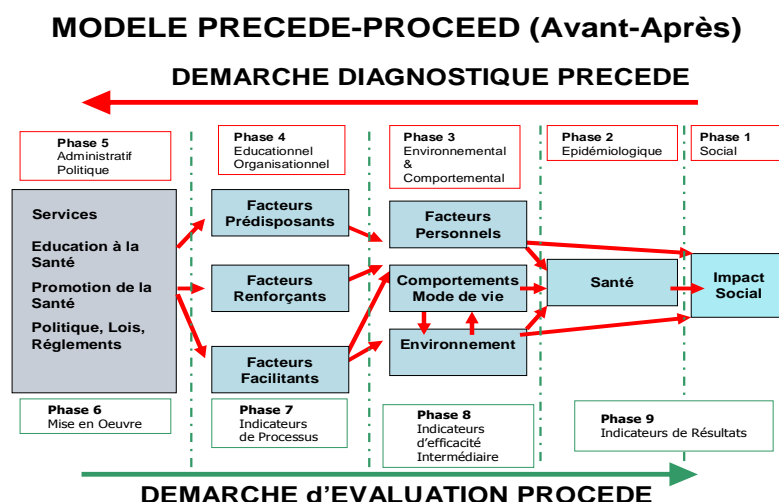 MODELE PRECEDE-PROCEED (Avant-Après)
DEMARCHE DIAGNOSTIQUE PRECEDE
Phase 5
Administratif
Politique
Phase 4
Educationnel
Organisationnel
Phase 3
Environnemental
&
Comportemental
Phase 2
Epidémiologique
Phase 1
Social
Services
Education à la
Santé
Promotion de la
Santé
Politique, Lois,
Réglements
Facteurs
Prédisposants
Facteurs
Renforçants
Facteurs
Facilitants
Facteurs
Personnels
Comportements
Mode de vie
Environnement
Santé
Impact
Social
Phase 6
Mise en Oeuvre
Phase 7
Indicateurs
de Processus
Phase 8
Indicateurs
d'efficacité
Intermédiaire
Phase 9
Indicateurs de Résultats
DEMARCHE d'EVALUATION PROCEDE